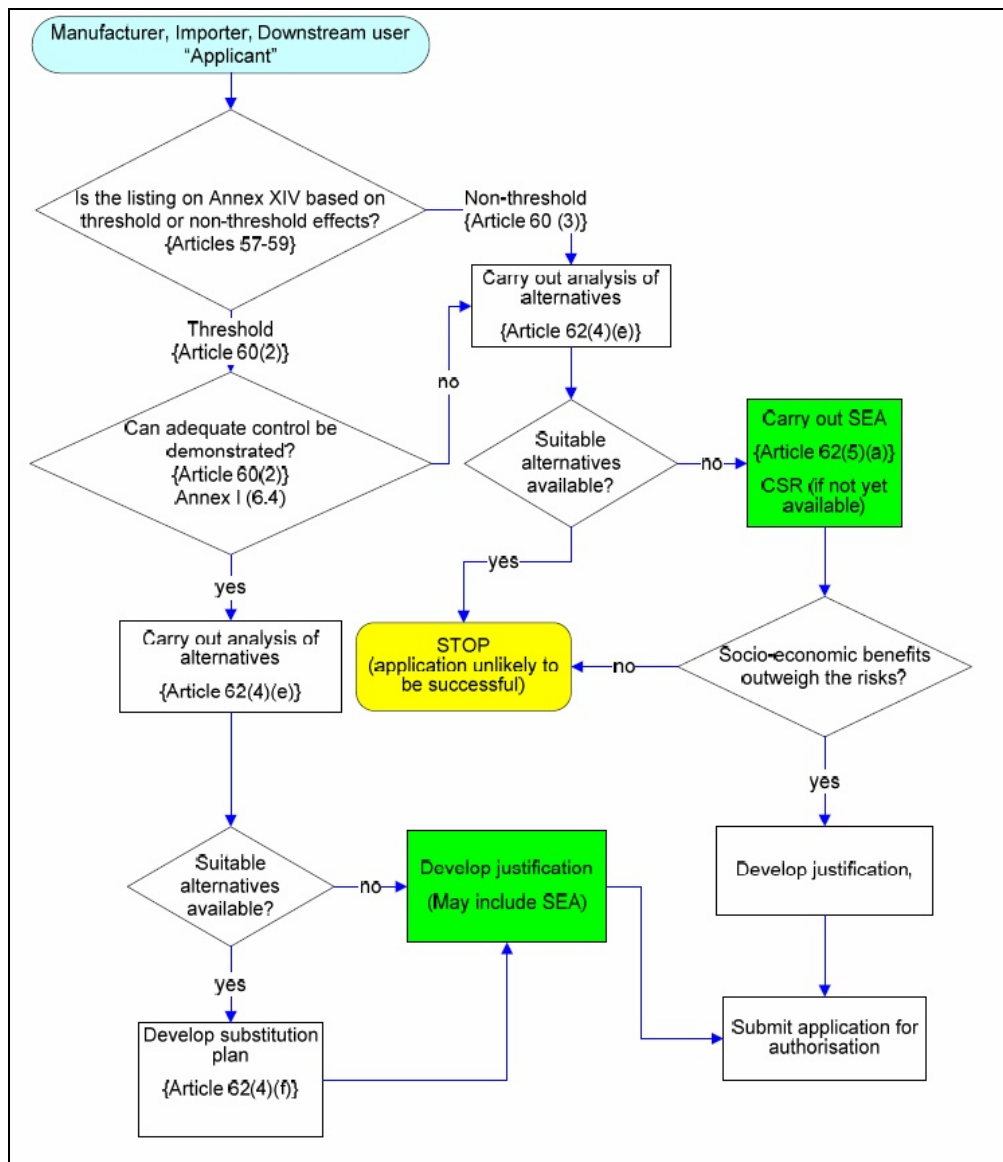 Manufacturer, Importer, Downstream user
“Applicant”
Is the listing on Annex XIV based on
threshold or non-threshold effects?
{Articles 57-59}
Non-threshold
{Article 60 (3)}
Carry out analysis of
alternatives
{Article 62(4)(e)}
Threshold
{Article 60(2)}
no
Can adequate control be
demonstrated?
{Article 60(2)}
Annex I (6.4)
Suitable
alternatives
available?
no
Carry out SEA
{Article 62(5)(a)}
CSR (if not yet
available)
yes
yes
Carry out analysis of
alternatives
{Article 62(4)(e)}
STOP
(application unlikely to
be successful)
no
Socio-economic benefits
outweigh the risks?
yes
Suitable
alternatives
available?
no
Develop justification
(May include SEA)
Develop justification,
yes
Develop substitution
plan
{Article 62(4)(f)}
Submit application for
authorisation